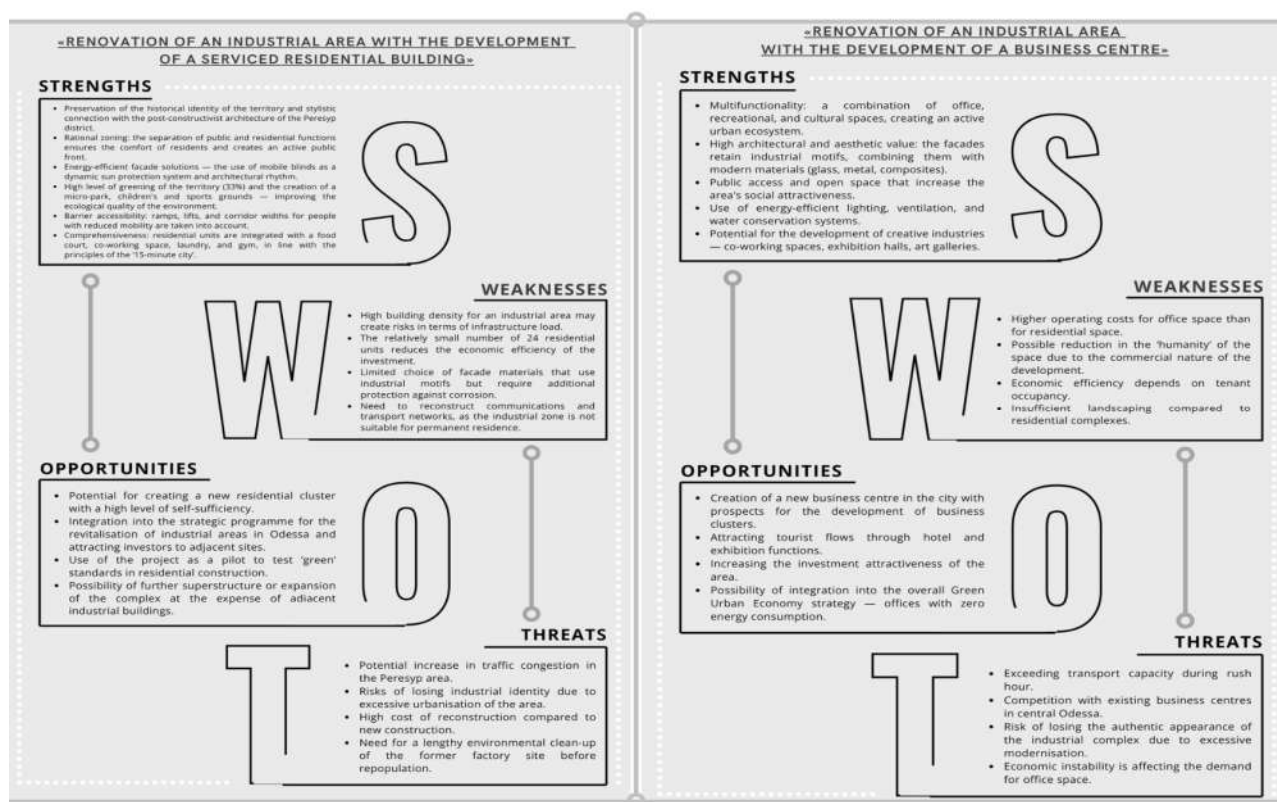 «RENOVATION OF AN INDUSTRIAL AREA WITH THE DEVELOPMENT
OF A SERVICED RESIDENTIAL BUILDING»
STRENGTHS
• Preservation of the historical identity of the territory and stylistic
connection with the post-constructivist architecture of the Peresyp
district.
• Rational zoning: the separation of public and residential functions
ensures the comfort of residents and creates an active public
front.
• Energy-efficient facade solutions — the use of mobile blinds as a
dynamic sun protection system and architectural rhythm.
• High level of greening of the territory (33%) and the creation of a
micro-park, children's and sports grounds — improving the
ecological quality of the environment.
• Barrier accessibility: ramps, lifts, and corridor widths for people
with reduced mobility are taken into account.
• Comprehensiveness: residential units are integrated with a food
court, co-working space, laundry, and gym, in line with the
principles of the '15-minute city'.
S
WEAKNESSES
W
• High building density for an industrial area may
create risks in terms of infrastructure load.
• The relatively small number of 24 residential
units reduces the economic efficiency of the
investment.
• Limited choice of facade materials that use
industrial motifs but require additional
protection against corrosion.
• Need to reconstruct communications and
transport networks, as the industrial zone is not
suitable for permanent residence.
OPPORTUNITIES
• Potential for creating a new residential cluster
with a high level of self-sufficiency.
• Integration into the strategic programme for the
revitalisation of industrial areas in Odessa and
attracting investors to adjacent sites.
• Use of the project as a pilot to test 'green'
standards in residential construction.
• Possibility of further superstructure or expansion
of the complex at the expense of adjacent
industrial buildings.
O
THREATS
T
• Potential increase in traffic congestion in
the Peresyp area.
• Risks of losing industrial identity due to
excessive urbanisation of the area.
• High cost of reconstruction compared to
new construction.
• Need for a lengthy environmental clean-up
of the former factory site before
repopulation.
«RENOVATION OF AN INDUSTRIAL AREA
WITH THE DEVELOPMENT OF A BUSINESS CENTRE»
STRENGTHS
• Multifunctionality: a combination of office,
recreational, and cultural spaces, creating an active
urban ecosystem.
• High architectural and aesthetic value: the facades
retain industrial motifs, combining them with
modern materials (glass, metal, composites).
• Public access and open space that increase the
area's social attractiveness.
• Use of energy-efficient lighting, ventilation, and
water conservation systems.
• Potential for the development of creative industries
— co-working spaces, exhibition halls, art galleries.
S
WEAKNESSES
W
• Higher operating costs for office space than
for residential space.
• Possible reduction in the 'humanity' of the
space due to the commercial nature of the
development.
• Economic efficiency depends on tenant
occupancy.
• Insufficient landscaping compared to
residential complexes.
OPPORTUNITIES
• Creation of a new business centre in the city with
prospects for the development of business
clusters.
• Attracting tourist flows through hotel and
exhibition functions.
• Increasing the investment attractiveness of the
area.
• Possibility of integration into the overall Green
Urban Economy strategy — offices with zero
energy consumption.
O
THREATS
T
• Exceeding transport capacity during rush
hour.
• Competition with existing business centres
in central Odessa.
• Risk of losing the authentic appearance of
the industrial complex due to excessive
modernisation.
• Economic instability is affecting the demand
for office space.